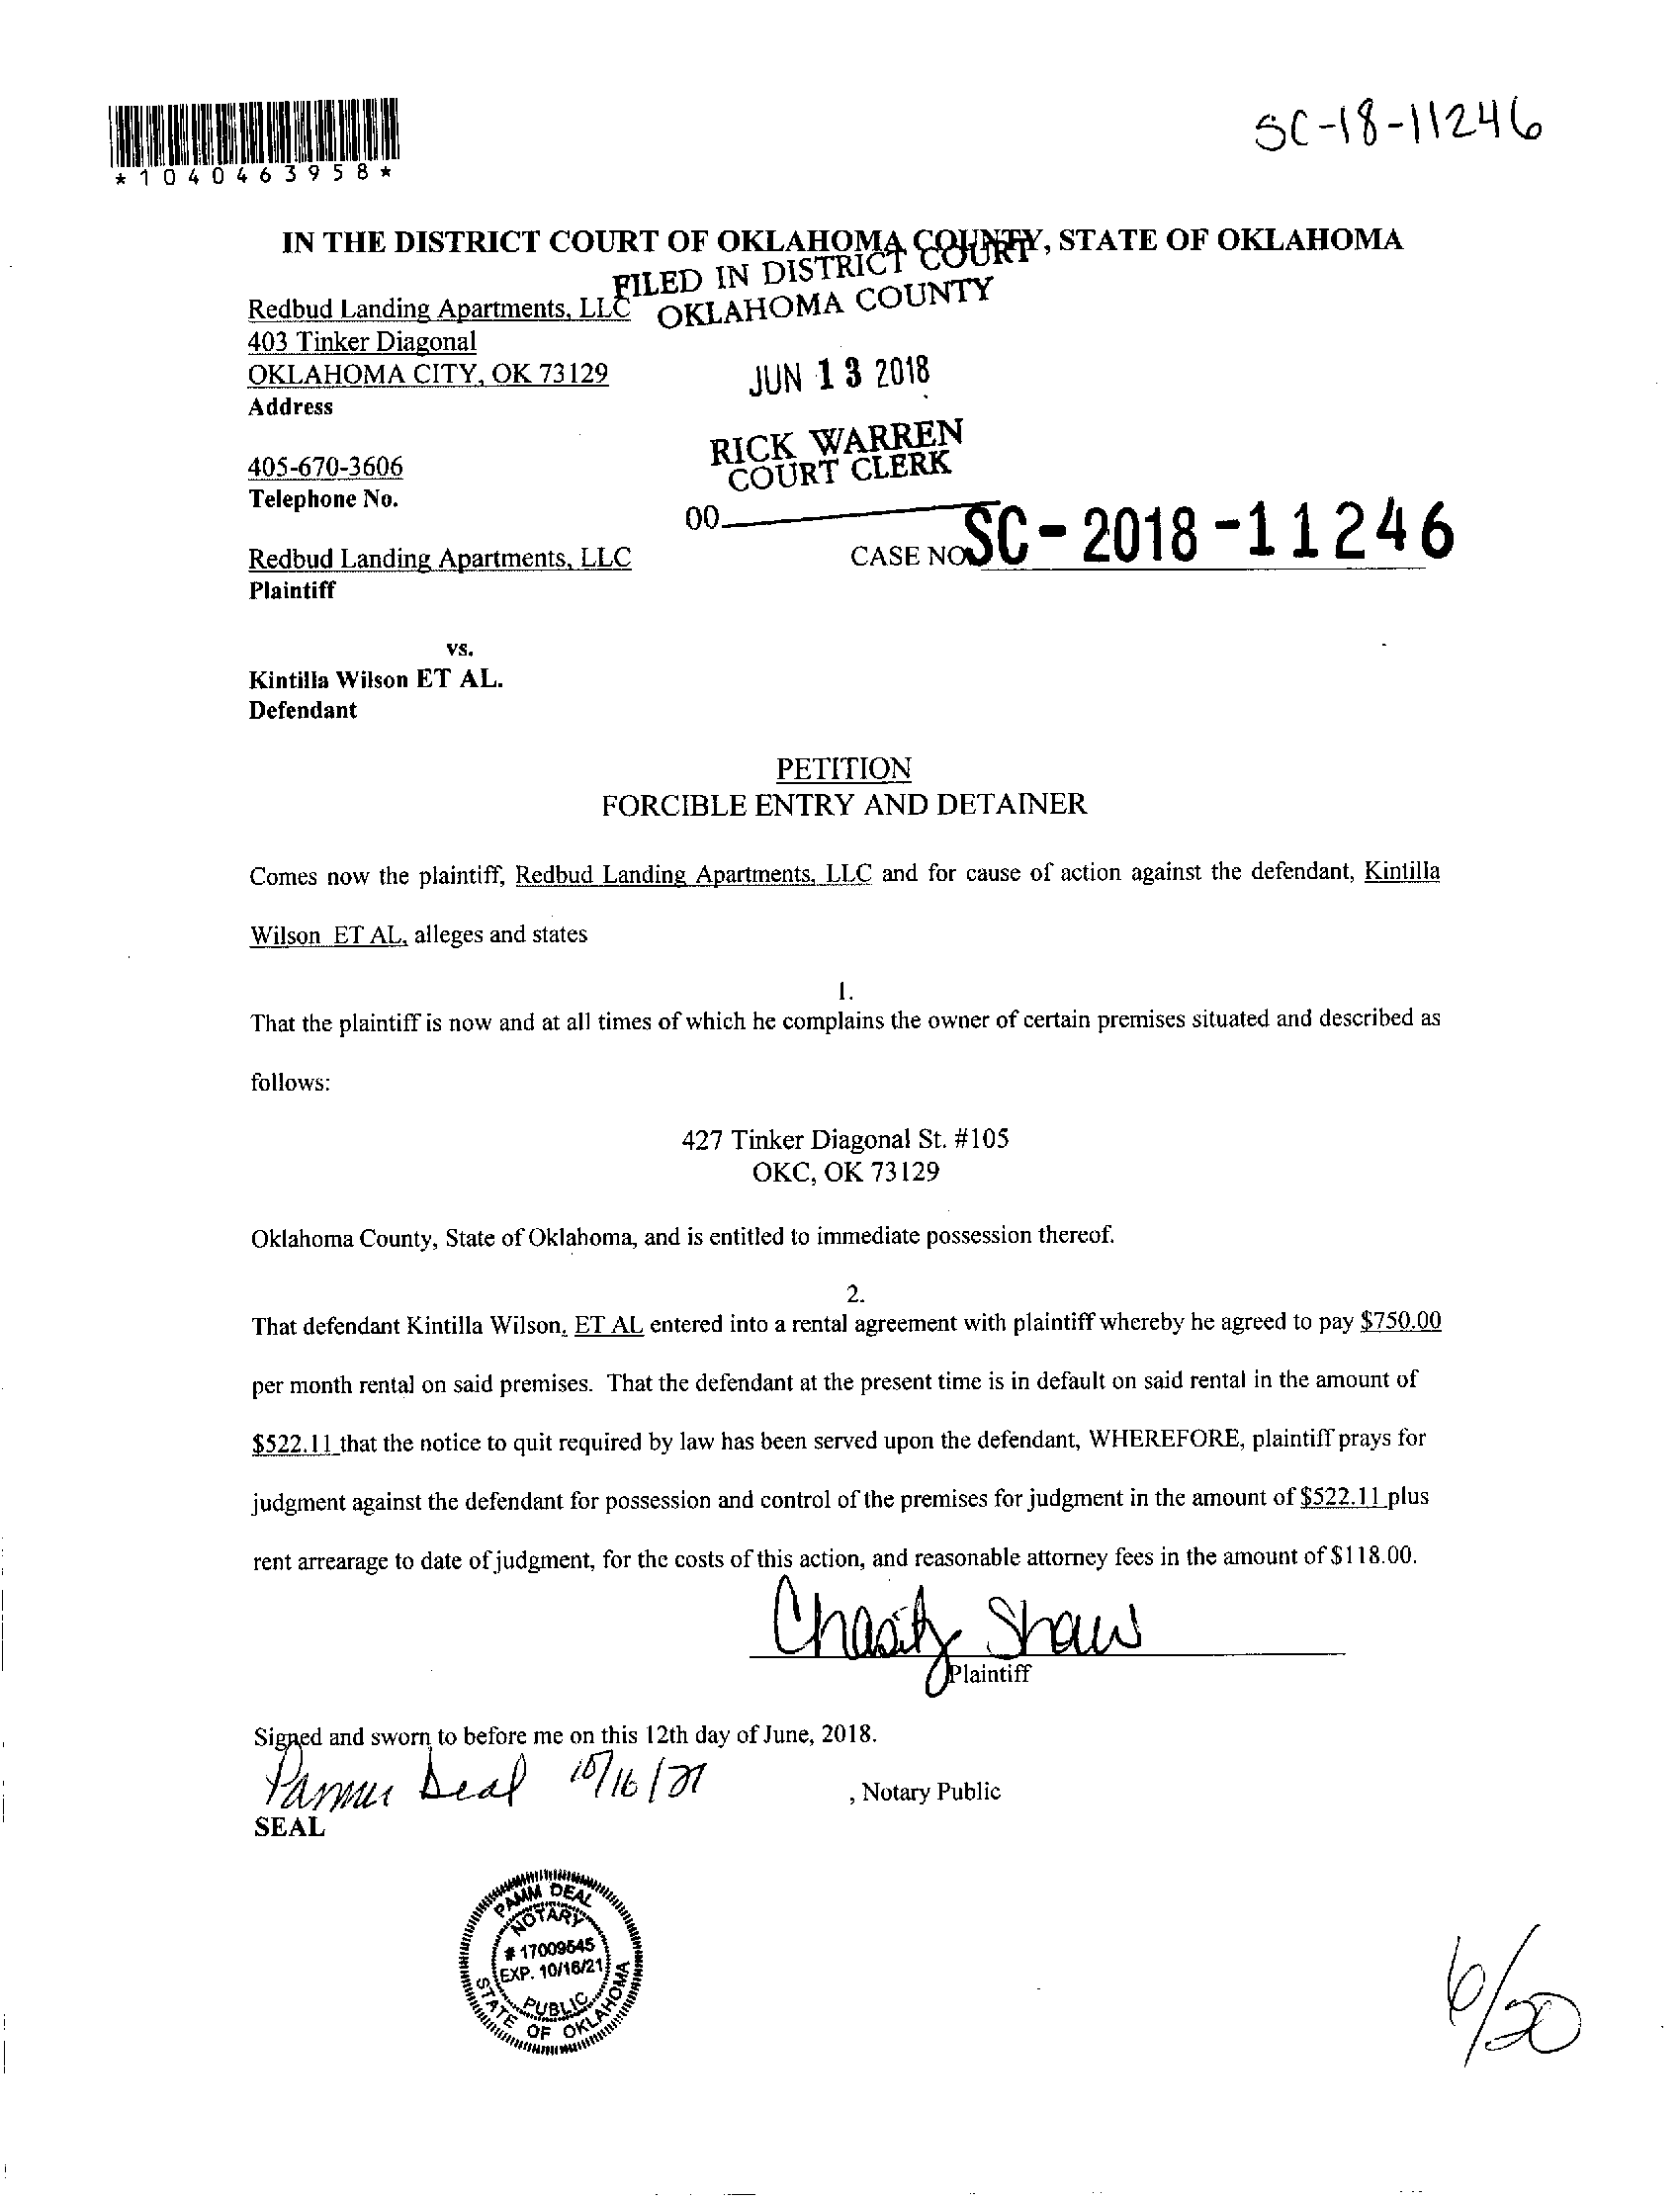 SC-18-11246
*1040463958*
IN THE DISTRICT COURT OF OKLAHOMA COUNTY, STATE OF OKLAHOMA
FILED IN DISTRICT COURT
OKLAHOMA COUNTY
Redbud Landing Apartments, LLC
403 Tinker Diagonal
OKLAHOMA CITY, OK 73129
Address
JUN 13 2018
RICK WARREN
COURT CLERK
405-670-3606
Telephone No.
00
CASE NO SC-2018-11246
Redbud Landing Apartments, LLC
Plaintiff
vs.
Kintilla Wilson ET AL.
Defendant
PETITION
FORCIBLE ENTRY AND DETAINER
Comes now the plaintiff, Redbud Landing Apartments, LLC and for cause of action against the defendant, Kintilla
Wilson ET AL, alleges and states
1.
That the plaintiff is now and at all times of which he complains the owner of certain premises situated and described as
follows:
427 Tinker Diagonal St. #105
OKC, OK 73129
Oklahoma County, State of Oklahoma, and is entitled to immediate possession thereof.
2.
That defendant Kintilla Wilson, ET AL entered into a rental agreement with plaintiff whereby he agreed to pay $750.00
per month rental on said premises. That the defendant at the present time is in default on said rental in the amount of
$522.11 that the notice to quit required by law has been served upon the defendant, WHEREFORE, plaintiff prays for
judgment against the defendant for possession and control of the premises for judgment in the amount of $522.11 plus
rent arrearage to date of judgment, for the costs of this action, and reasonable attorney fees in the amount of $118.00.
Chasity Shaw
Plaintiff
Signed and sworn to before me on this 12th day of June, 2018.
Pamm Deal 10/16/21 , Notary Public
SEAL
PAMM DEAL
NOTARY
# 17009545
EXP. 10/16/21
PUBLIC
STATE OF OKLAHOMA
6/20